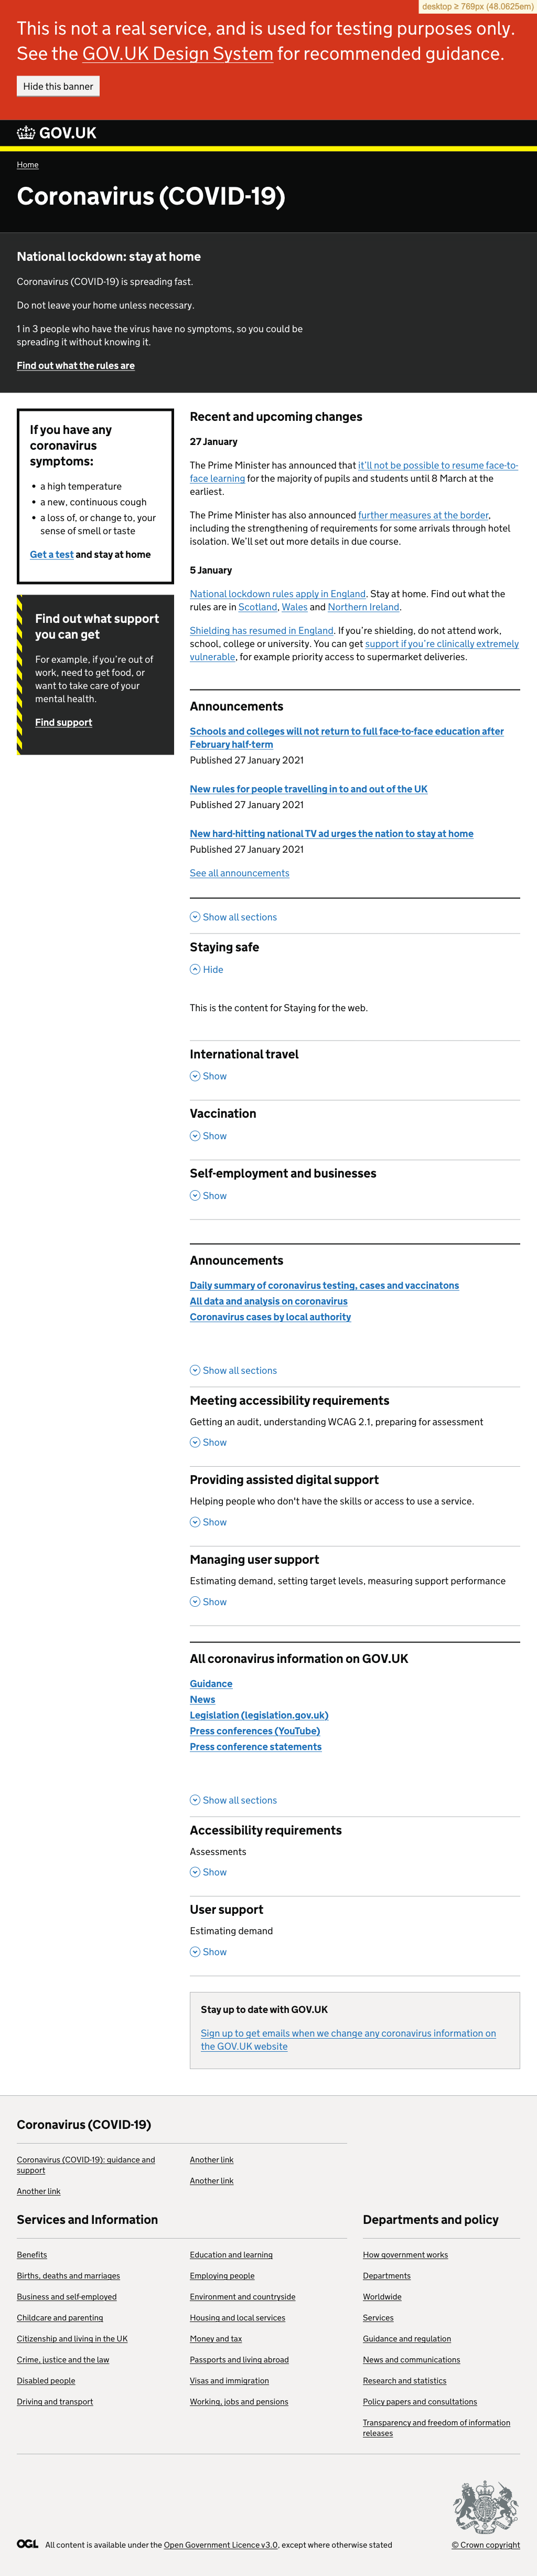 desktop ≥ 769px (48.0625em)
This is not a real service, and is used for testing purposes only.
See the GOV.UK Design System for recommended guidance.
Hide this banner
GOV.UK
Home
Coronavirus (COVID-19)
National lockdown: stay at home
Coronavirus (COVID-19) is spreading fast.
Do not leave your home unless necessary.
1 in 3 people who have the virus have no symptoms, so you could be
spreading it without knowing it.
Find out what the rules are
If you have any
coronavirus
symptoms:
• a high temperature
• a new, continuous cough
• a loss of, or change to, your
sense of smell or taste
Get a test and stay at home
Find out what support
you can get
For example, if you're out of
work, need to get food, or
want to take care of your
mental health.
Find support
Recent and upcoming changes
27 January
The Prime Minister has announced that it'll not be possible to resume face-to-
face learning for the majority of pupils and students until 8 March at the
earliest.
The Prime Minister has also announced further measures at the border,
including the strengthening of requirements for some arrivals through hotel
isolation. We'll set out more details in due course.
5 January
National lockdown rules apply in England. Stay at home. Find out what the
rules are in Scotland, Wales and Northern Ireland.
Shielding has resumed in England. If you're shielding, do not attend work,
school, college or university. You can get support if you're clinically extremely
vulnerable, for example priority access to supermarket deliveries.
Announcements
Schools and colleges will not return to full face-to-face education after
February half-term
Published 27 January 2021
New rules for people travelling in to and out of the UK
Published 27 January 2021
New hard-hitting national TV ad urges the nation to stay at home
Published 27 January 2021
See all announcements
Show all sections
Staying safe
Hide
This is the content for Staying for the web.
International travel
Show
Vaccination
Show
Self-employment and businesses
Show
Announcements
Daily summary of coronavirus testing, cases and vaccinatons
All data and analysis on coronavirus
Coronavirus cases by local authority
Show all sections
Meeting accessibility requirements
Getting an audit, understanding WCAG 2.1, preparing for assessment
Show
Providing assisted digital support
Helping people who don't have the skills or access to use a service.
Show
Managing user support
Estimating demand, setting target levels, measuring support performance
Show
All coronavirus information on GOV.UK
Guidance
News
Legislation (legislation.gov.uk)
Press conferences (YouTube)
Press conference statements
Show all sections
Accessibility requirements
Assessments
Show
User support
Estimating demand
Show
Stay up to date with GOV.UK
Sign up to get emails when we change any coronavirus information on
the GOV.UK website
Coronavirus (COVID-19)
Coronavirus (COVID-19): guidance and
support
Another link
Another link
Another link
Services and Information
Benefits
Births, deaths and marriages
Business and self-employed
Childcare and parenting
Citizenship and living in the UK
Crime, justice and the law
Disabled people
Driving and transport
Education and learning
Employing people
Environment and countryside
Housing and local services
Money and tax
Passports and living abroad
Visas and immigration
Working, jobs and pensions
Departments and policy
How government works
Departments
Worldwide
Services
Guidance and regulation
News and communications
Research and statistics
Policy papers and consultations
Transparency and freedom of information
releases
OGL All content is available under the Open Government Licence v3.0, except where otherwise stated
© Crown copyright